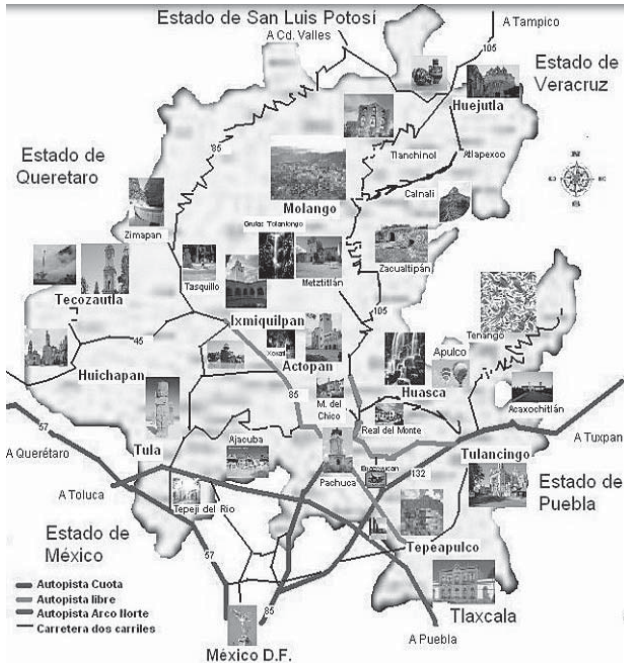 Estado de San Luis Potosí
A Tampico
A Cd. Valles
105
Estado de
Veracruz
Huejutla
85
Tlanchinol
Atlapexco
Estado de
Queretaro
N
O
E
S
Calnali
Molango
Zimapan
Grutas Tolantongo
Tasquillo
Metztitlán
Zacualtipán
Tecozautla
105
Ixmiquilpan
Tenango
45
Actopan
Apulco
Huichapan
85
M. del
Chico
Huasca
Acaxochitlán
57
Real del Monte
A Tuxpan
Tula
Ajacuba
A Querétaro
Tulancingo
132
Pachuca
A Toluca
Estado de
Puebla
Tepeji del Rio
Estado de
México
57
Tepeapulco
Autopista Cuota
Autopista libre
Autopista Arco Norte
Carretera dos carriles
85
Tlaxcala
A Puebla
México D.F.